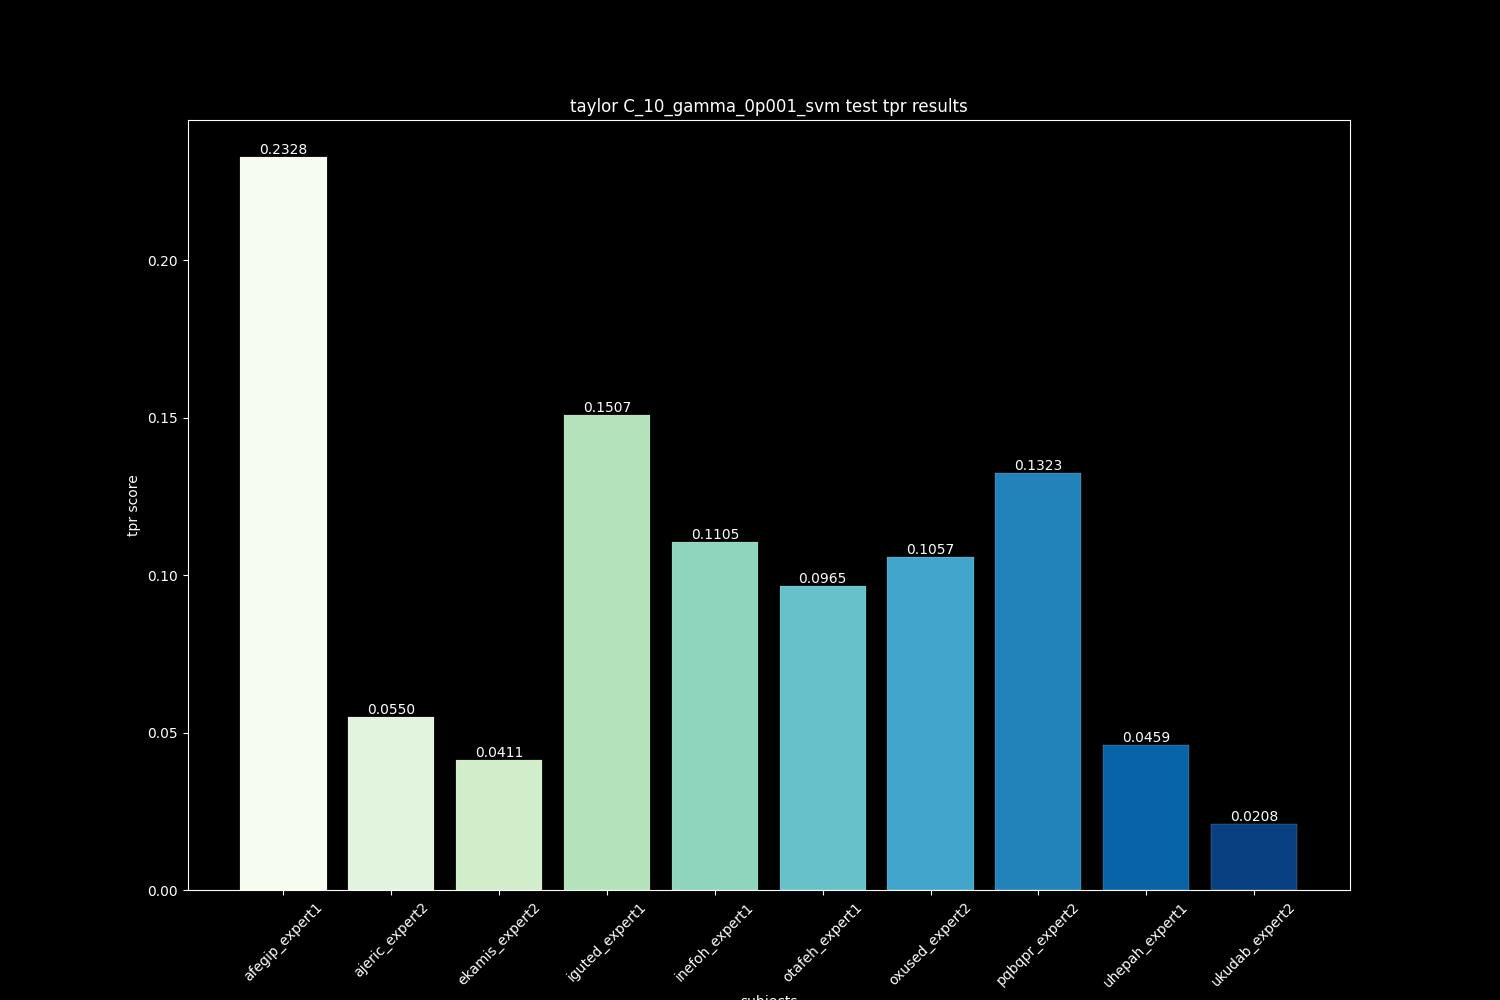 taylor C_10_gamma_0p001_svm test tpr results
0.2328
0.20
0.15
0.1507
0.1323
0.1105
0.1057
0.10
0.0965
tpr score
0.0550
0.05
0.0459
0.0411
0.0208
0.00
afegip_expert1
ajeric_expert2
ekamis_expert2
iguted_expert1
inefoh_expert1
otafeh_expert1
oxused_expert2
pqbqpr_expert2
uhepah_expert1
ukudab_expert2
subjects